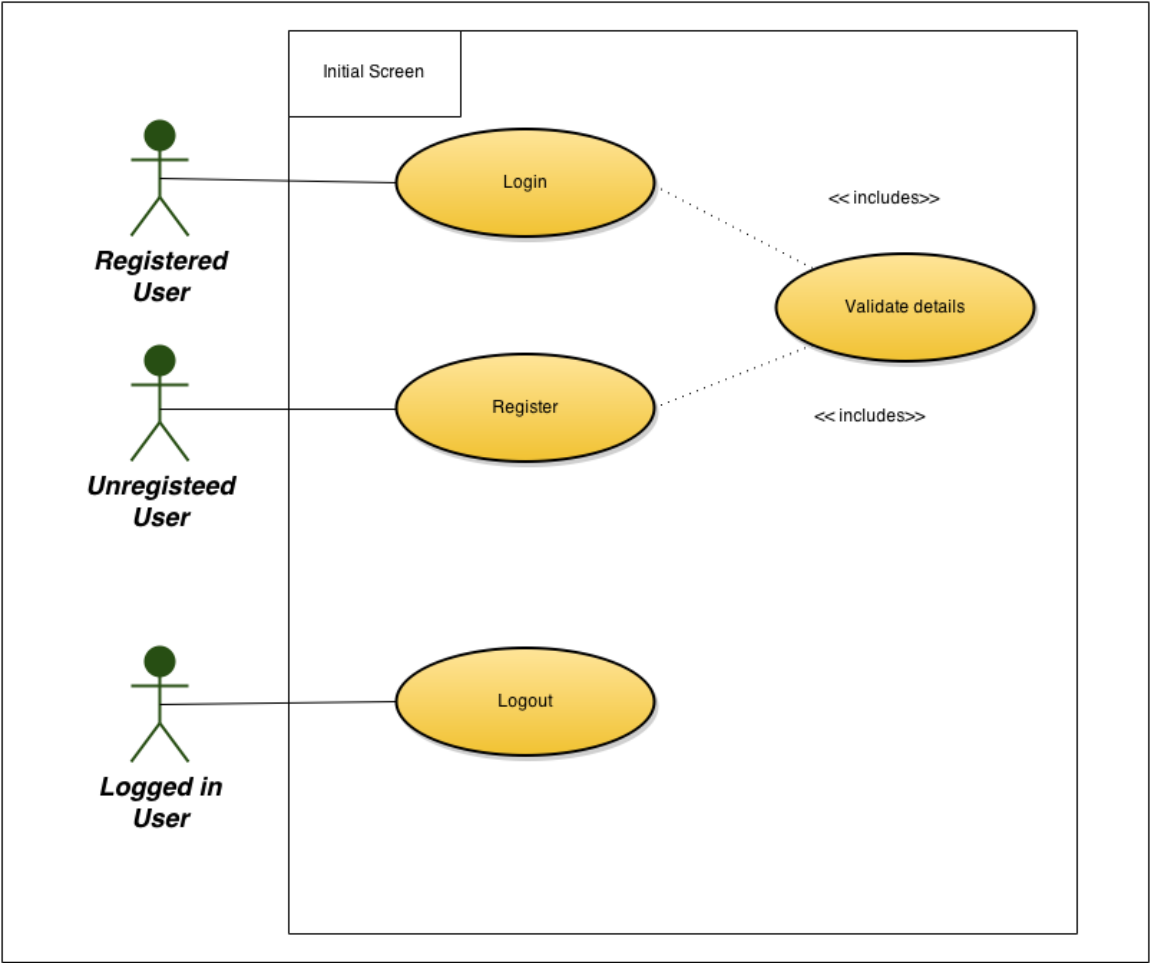 Initial Screen
Login
<< includes>>
Registered
User
Validate details
Register
<< includes>>
Unregisteed
User
Logout
Logged in
User